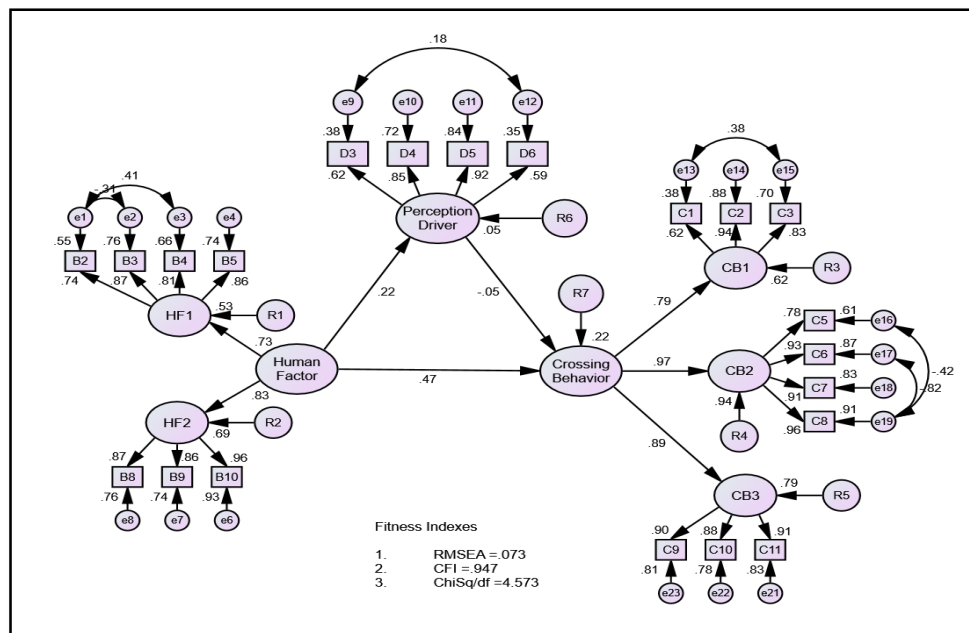 .18
e9 e10 e11 e12
.38 .72 .84 .35
D3 D4 D5 D6
.62 .85 .92 .59
Perception
Driver
R6
.05
.38
e13 e14 e15
.38 .88 .70
C1 C2 C3
.62 .94 .83
CB1
R3
.62
.41
-.31
e1 e2 e3 e4
.55 .76 .66 .74
B2 B3 B4 B5
.74 .87 .81 .86
HF1
.53
R1
.73
.22
-.05
R7
.22
.79
Human
Factor
.47
Crossing
Behavior
.97
CB2
.94
R4
.78 C5 .61 e16
.93 C6 .87 e17
.91 C7 .83 e18
.96 C8 .91 e19
-.42
-.82
.83
HF2
.69
R2
.87 .86 .96
B8 B9 B10
.76 .74 .93
e8 e7 e6
.89
CB3
.79
R5
.90 .88 .91
C9 C10 C11
.81 .78 .83
e23 e22 e21
Fitness Indexes
1. RMSEA =.073
2. CFI =.947
3. ChiSq/df =4.573